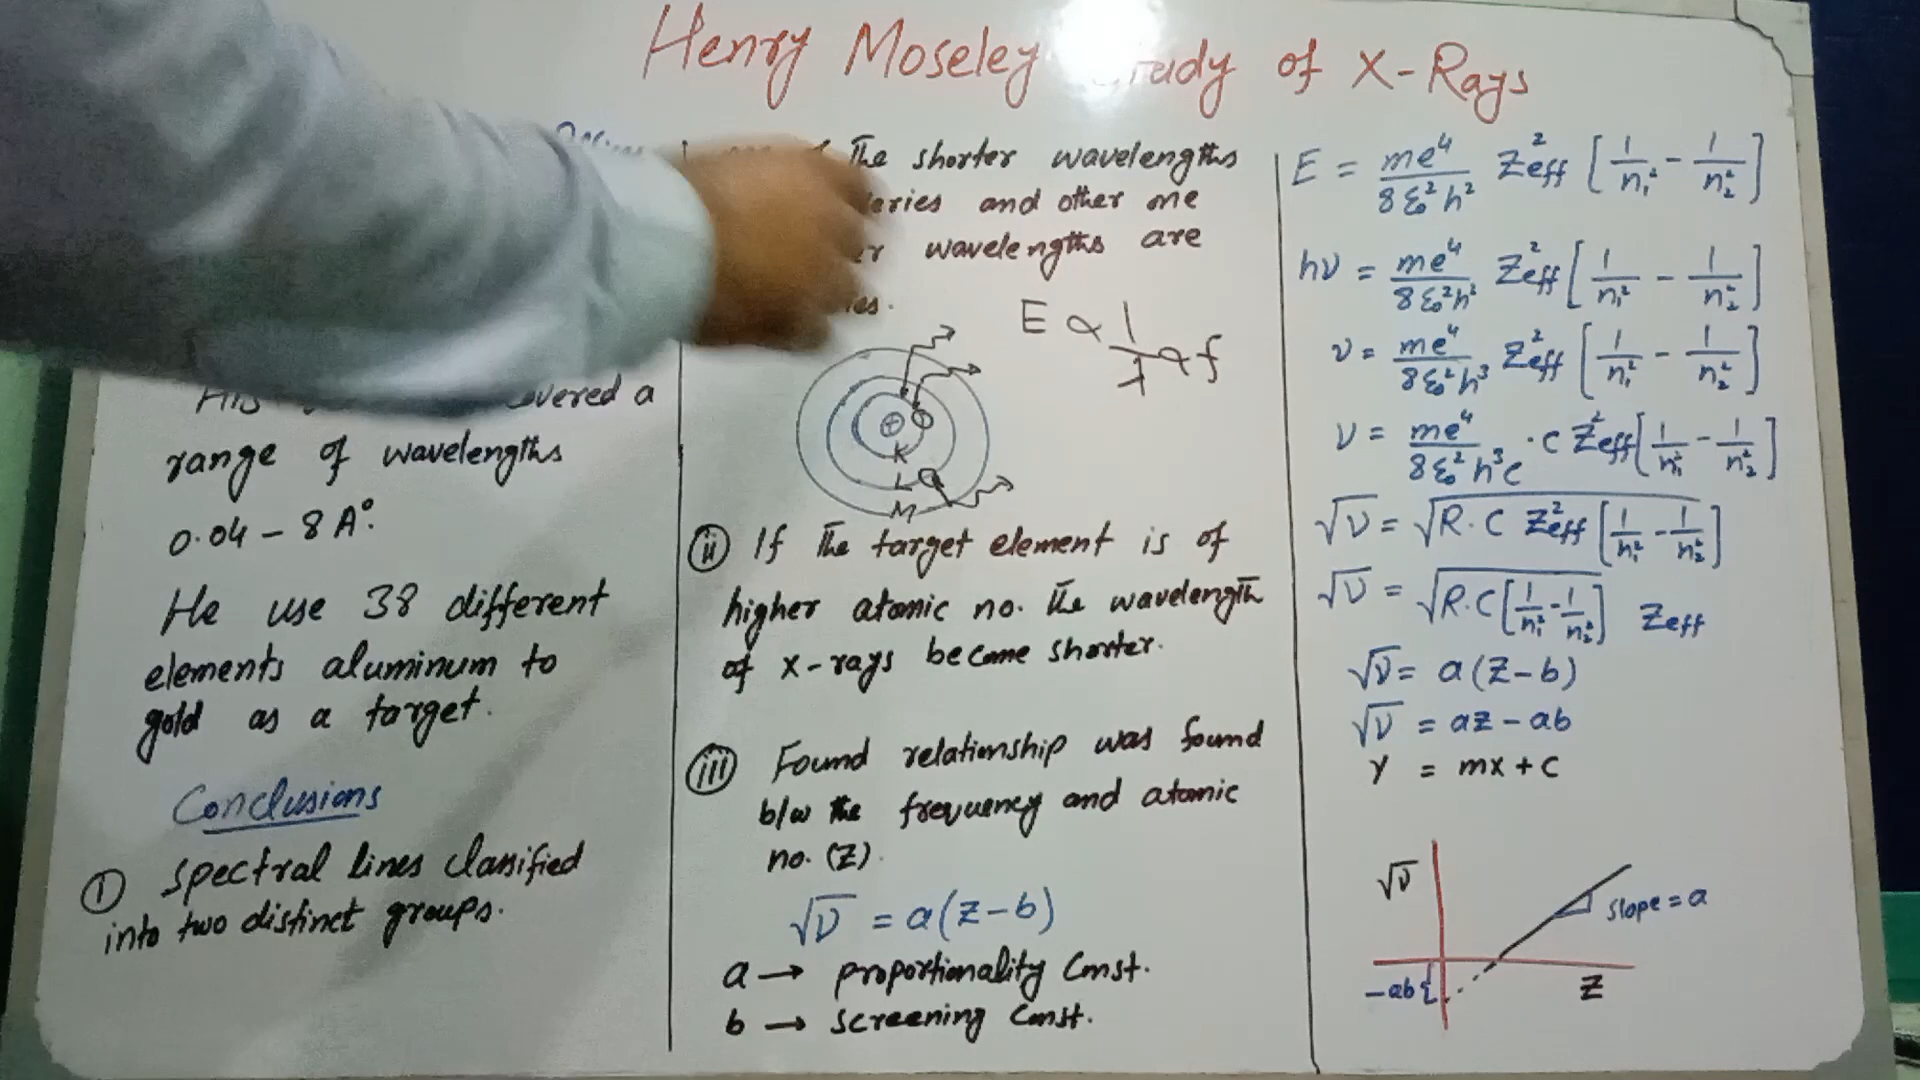 Henry Moseley Study of X-Rays
the shorter wavelengths
and other one
wavelengths are
E ∝ 1/λ ∝ f
K
L
M
covered a
range of wavelengths
0.04 – 8 A°.
He use 38 different
elements aluminum to
gold as a target.
Conclusions
① Spectral lines classified
into two distinct groups.
ⓘⓘ If the target element is of
higher atomic no. the wavelength
of x-rays become shorter.
ⓘⓘⓘ Found relationship was found
b/w the frequency and atomic
no. (Z).
√ν = a(Z–b)
a → proportionality Const.
b → screening Const.
E = me⁴/8ε₀²h² Z²eff [1/n₁² – 1/n₂²]
hν = me⁴/8ε₀²h² Z²eff [1/n₁² – 1/n₂²]
ν = me⁴/8ε₀²h³ Z²eff [1/n₁² – 1/n₂²]
ν = me⁴/8ε₀²h³c · c Z²eff [1/n₁² – 1/n₂²]
√ν = √R·C Z²eff [1/n₁² – 1/n₂²]
√ν = √R·C [1/n₁² – 1/n₂²] Zeff
√ν = a(Z–b)
√ν = aZ – ab
Y = mx + c
√ν
slope = a
–ab{
Z